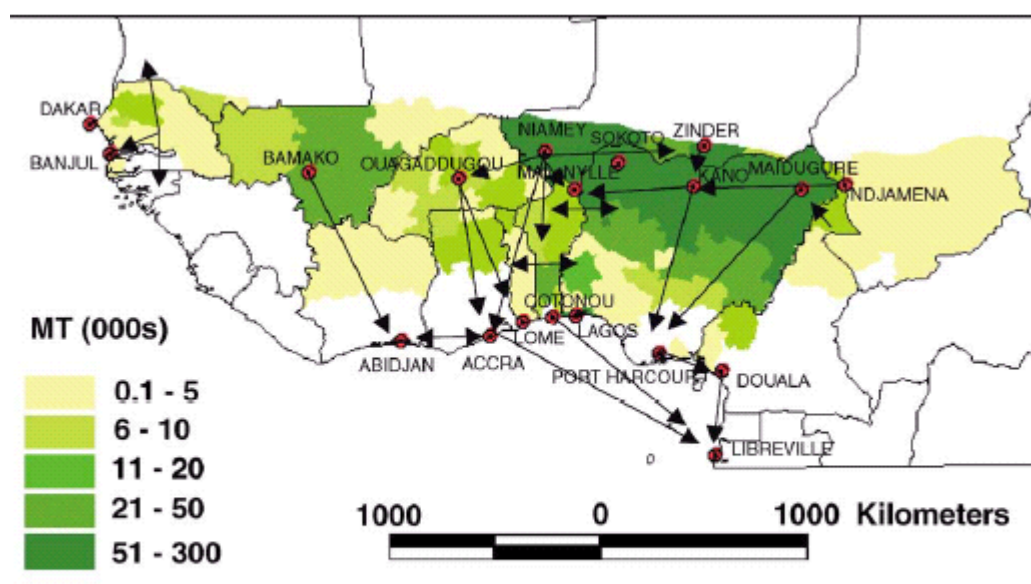 NIAMEY
SOKOTO
ZINDER
DAKAR
BANJUL
BAMAKO
OUAGADDUGOU
KANO
MAIDUGURE
NDJAMENA
COTONOU
LOME
LAGOS
ABIDJAN
ACCRA
PORT HARCOURT
DOUALA
LIBREVILLE
MT (000s)
0.1 - 5
6 - 10
11 - 20
21 - 50
51 - 300
1000 0 1000 Kilometers